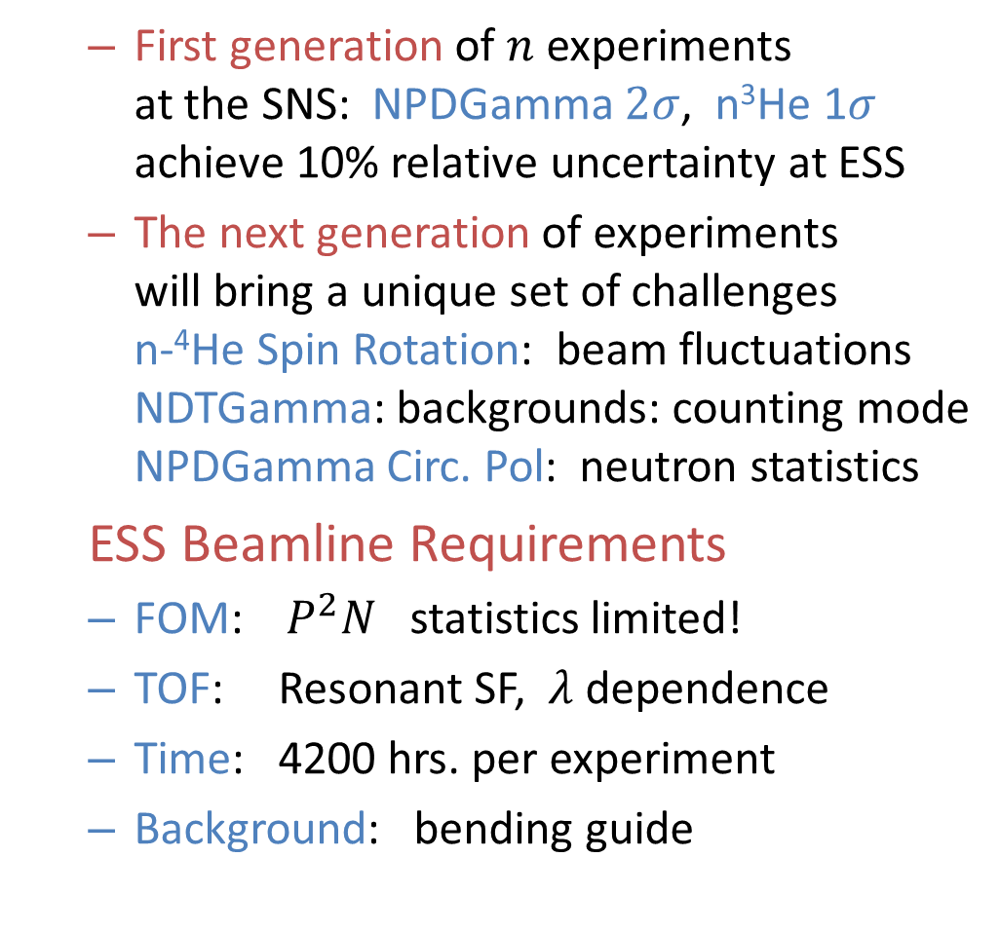 – First generation of n experiments
at the SNS: NPDGamma 2σ, n³He 1σ
achieve 10% relative uncertainty at ESS
– The next generation of experiments
will bring a unique set of challenges
n-⁴He Spin Rotation: beam fluctuations
NDTGamma: backgrounds: counting mode
NPDGamma Circ. Pol: neutron statistics
ESS Beamline Requirements
– FOM: P²N statistics limited!
– TOF: Resonant SF, λ dependence
– Time: 4200 hrs. per experiment
– Background: bending guide